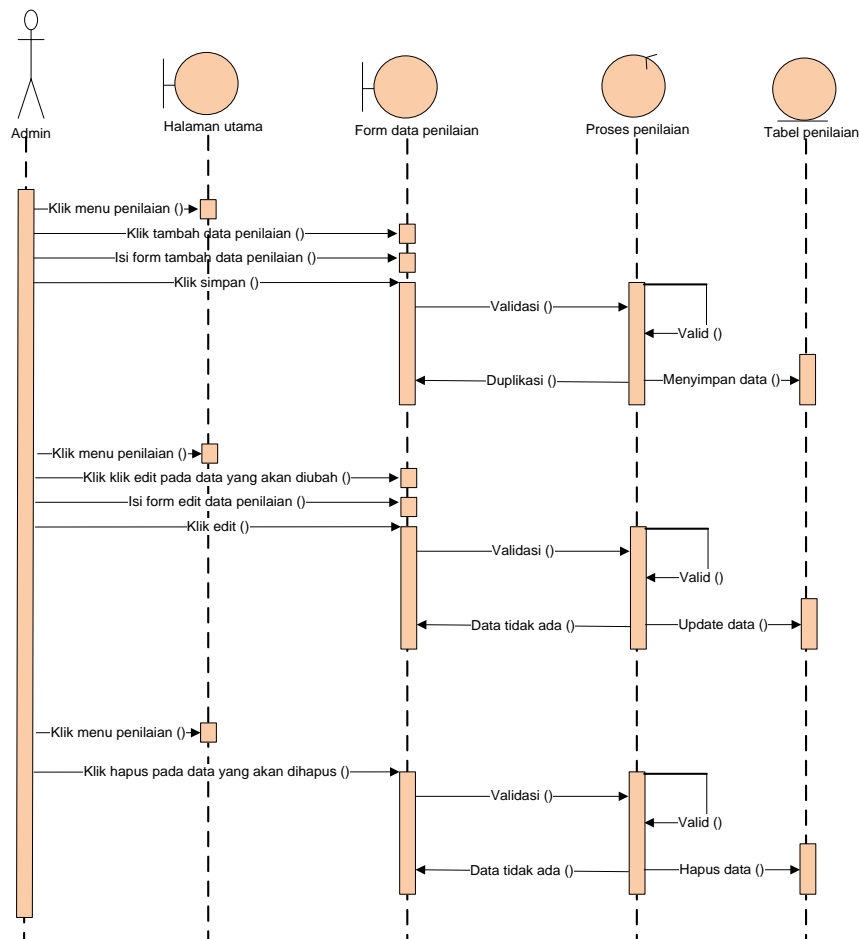 Admin
Halaman utama
Form data penilaian
Proses penilaian
Tabel penilaian
Klik menu penilaian ()
Klik tambah data penilaian ()
Isi form tambah data penilaian ()
Klik simpan ()
Validasi ()
Valid ()
Duplikasi ()
Menyimpan data ()
Klik menu penilaian ()
Klik klik edit pada data yang akan diubah ()
Isi form edit data penilaian ()
Klik edit ()
Validasi ()
Valid ()
Data tidak ada ()
Update data ()
Klik menu penilaian ()
Klik hapus pada data yang akan dihapus ()
Validasi ()
Valid ()
Data tidak ada ()
Hapus data ()